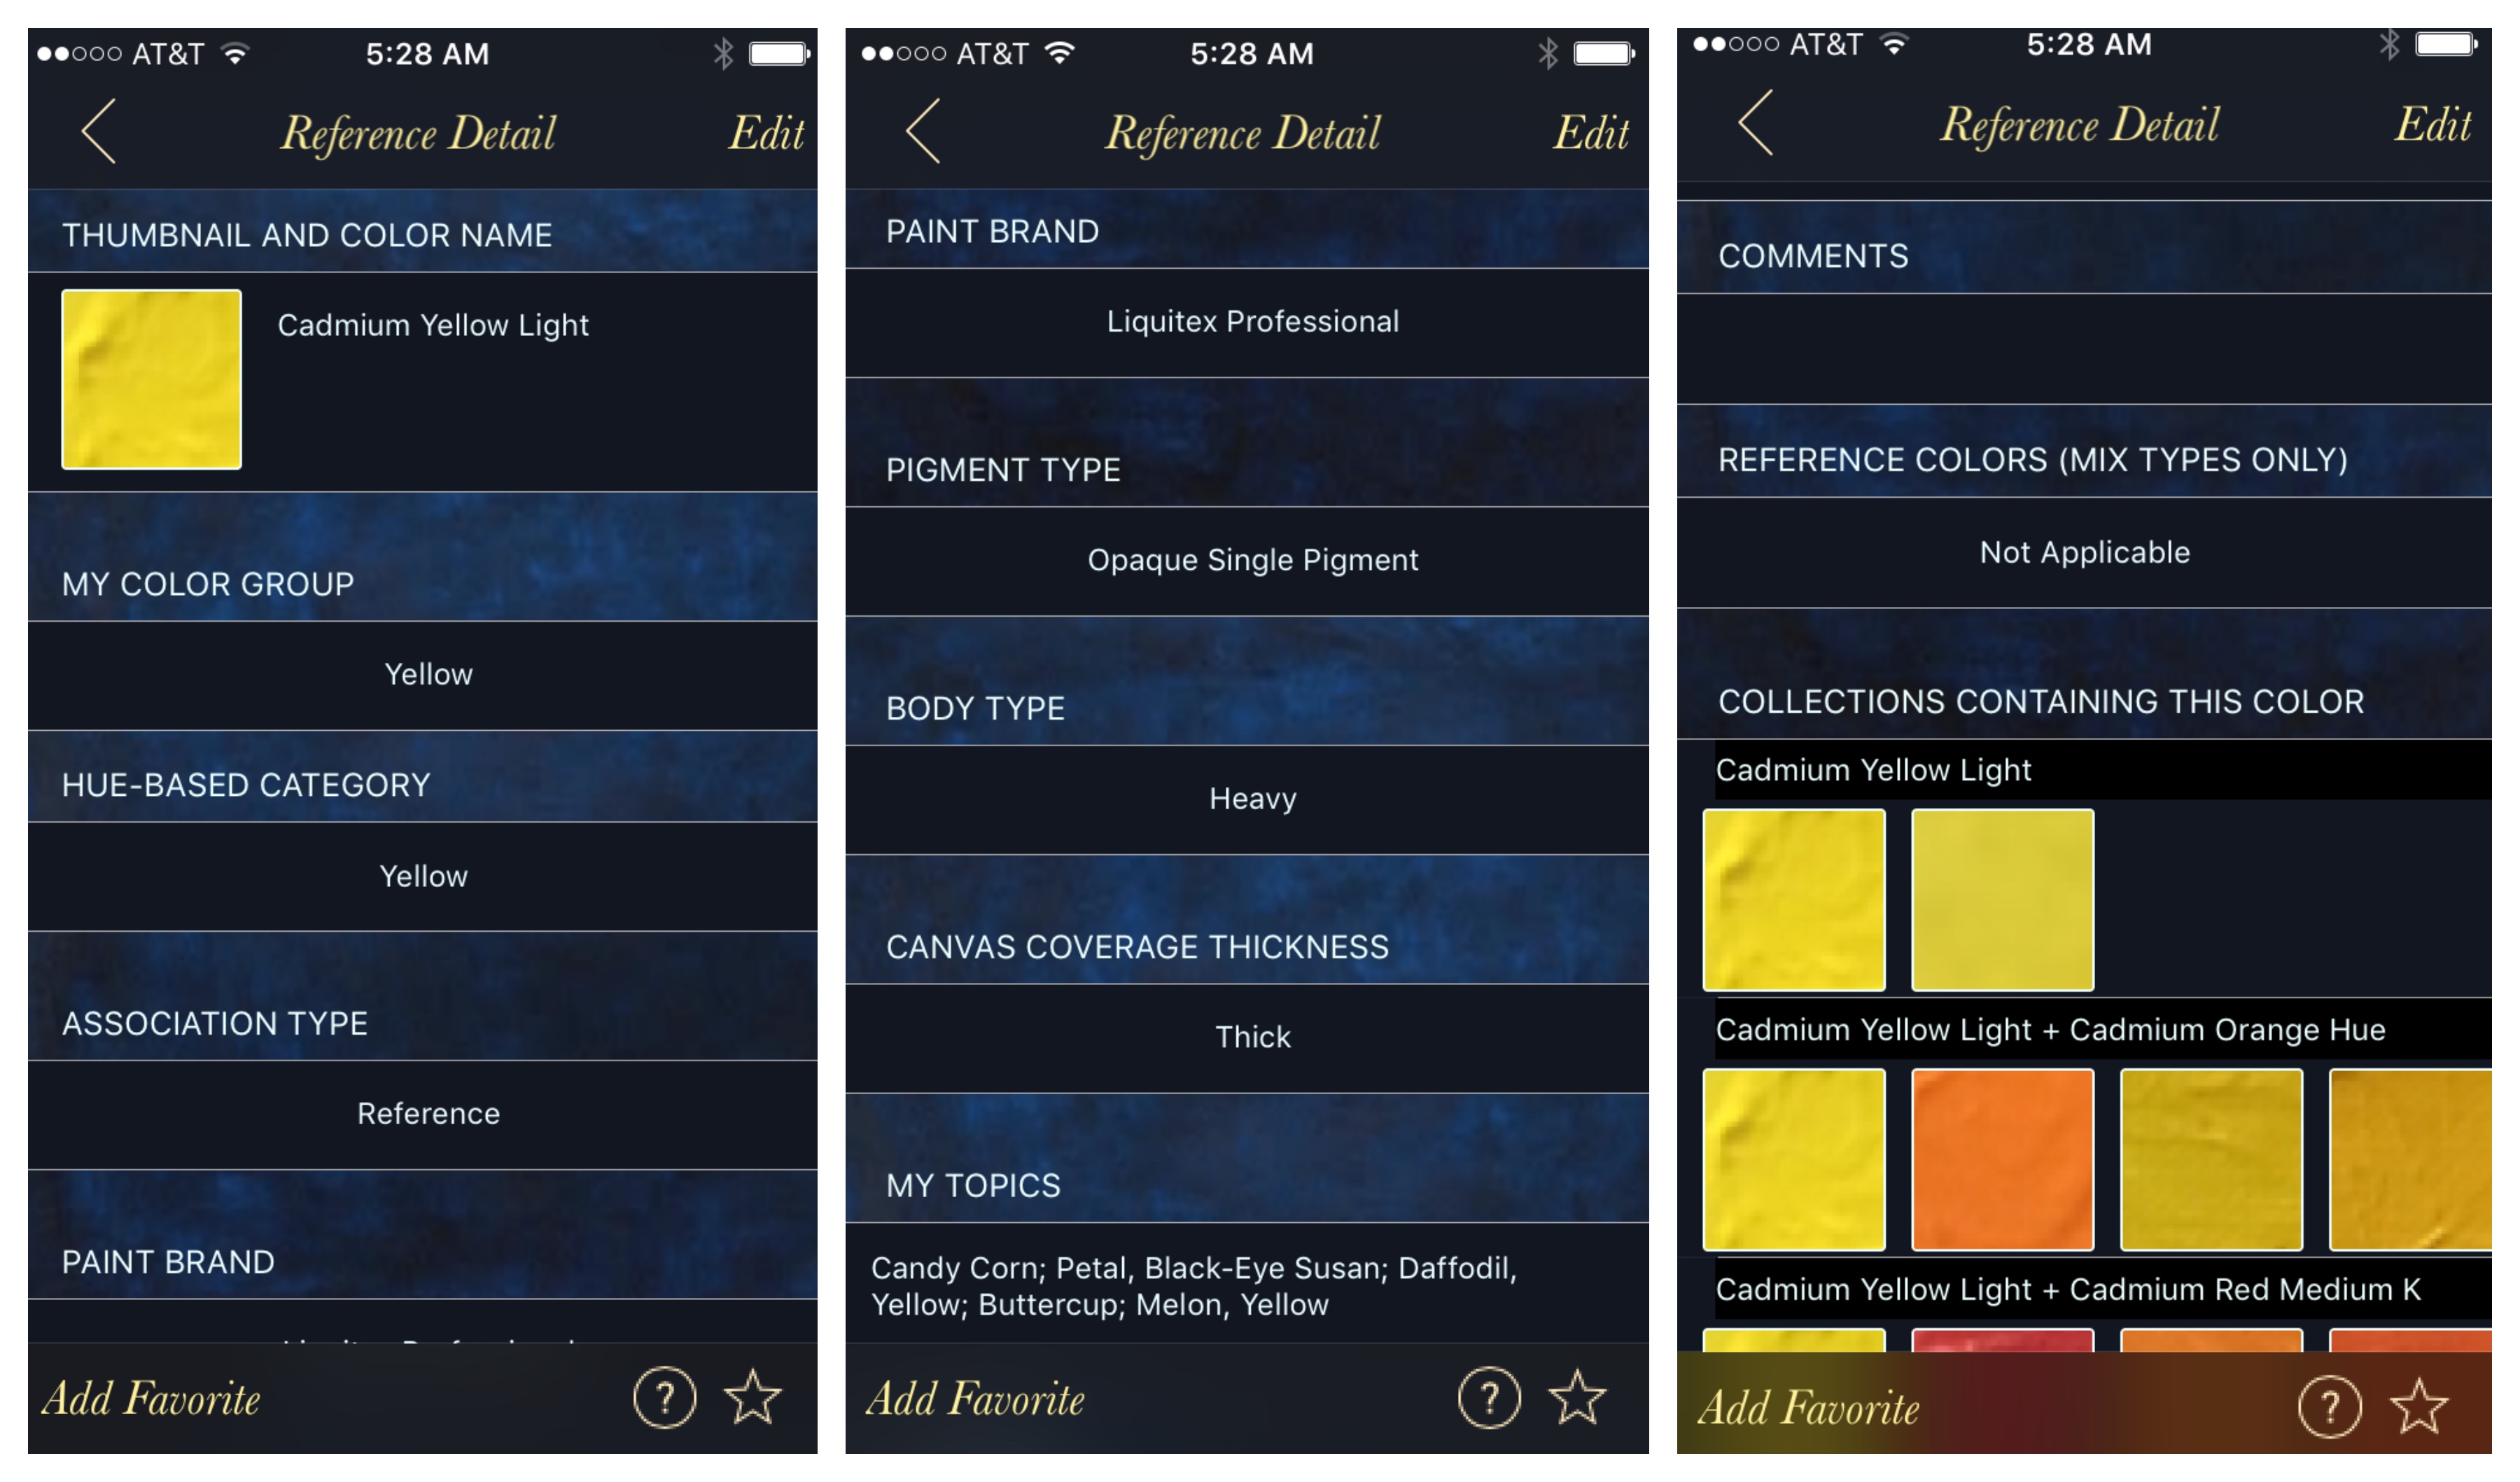 AT&T 5:28 AM
Reference Detail Edit
THUMBNAIL AND COLOR NAME
Cadmium Yellow Light
MY COLOR GROUP
Yellow
HUE-BASED CATEGORY
Yellow
ASSOCIATION TYPE
Reference
PAINT BRAND
Add Favorite ?
AT&T 5:28 AM
Reference Detail Edit
PAINT BRAND
Liquitex Professional
PIGMENT TYPE
Opaque Single Pigment
BODY TYPE
Heavy
CANVAS COVERAGE THICKNESS
Thick
MY TOPICS
Candy Corn; Petal, Black-Eye Susan; Daffodil,
Yellow; Buttercup; Melon, Yellow
Add Favorite ?
AT&T 5:28 AM
Reference Detail Edit
COMMENTS
REFERENCE COLORS (MIX TYPES ONLY)
Not Applicable
COLLECTIONS CONTAINING THIS COLOR
Cadmium Yellow Light
Cadmium Yellow Light + Cadmium Orange Hue
Cadmium Yellow Light + Cadmium Red Medium K
Add Favorite ?